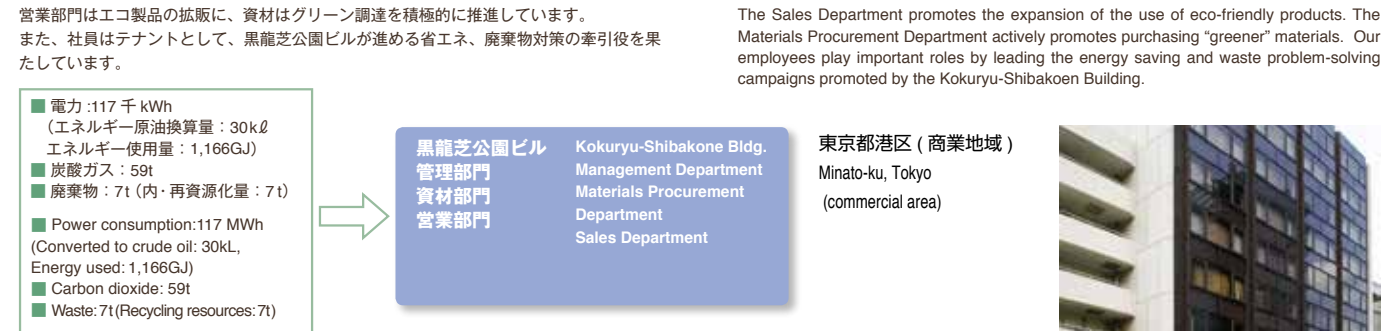 営業部門はエコ製品の拡販に、資材はグリーン調達を積極的に推進しています。
また、社員はテナントとして、黒龍芝公園ビルが進める省エネ、廃棄物対策の牽引役を果
たしています。
The Sales Department promotes the expansion of the use of eco-friendly products. The
Materials Procurement Department actively promotes purchasing “greener” materials. Our
employees play important roles by leading the energy saving and waste problem-solving
campaigns promoted by the Kokuryu-Shibakoen Building.
■ 電力 :117 千 kWh
（エネルギー原油換算量：30kℓ
エネルギー使用量：1,166GJ）
■ 炭酸ガス：59t
■ 廃棄物：7t（内・再資源化量：7t）
■ Power consumption:117 MWh
(Converted to crude oil: 30kL,
Energy used: 1,166GJ)
■ Carbon dioxide: 59t
■ Waste: 7t(Recycling resources: 7t)
黒龍芝公園ビル
管理部門
資材部門
営業部門
Kokuryu-Shibakone Bldg.
Management Department
Materials Procurement
Department
Sales Department
東京都港区 ( 商業地域 )
Minato-ku, Tokyo
(commercial area)